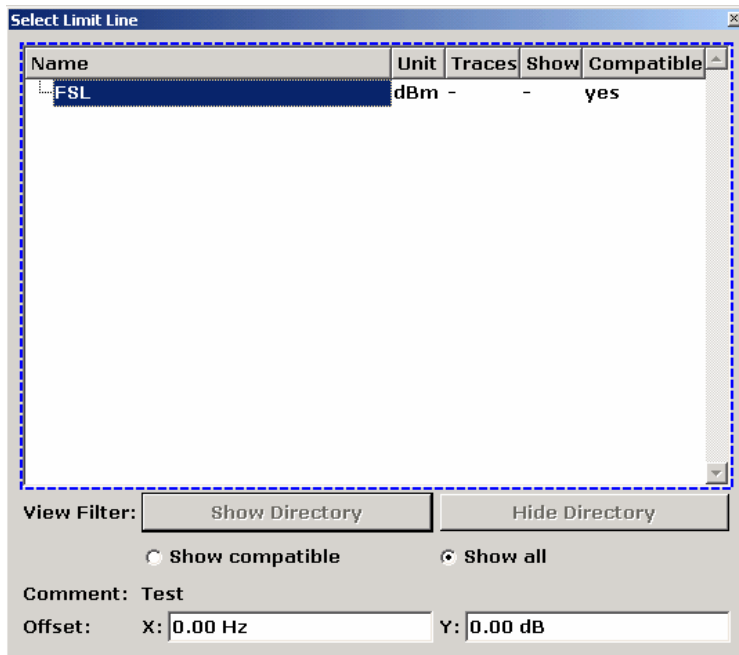 Select Limit Line
Name Unit Traces Show Compatible
FSL dBm - - yes
View Filter: Show Directory Hide Directory
Show compatible Show all
Comment: Test
Offset: X: 0.00 Hz Y: 0.00 dB